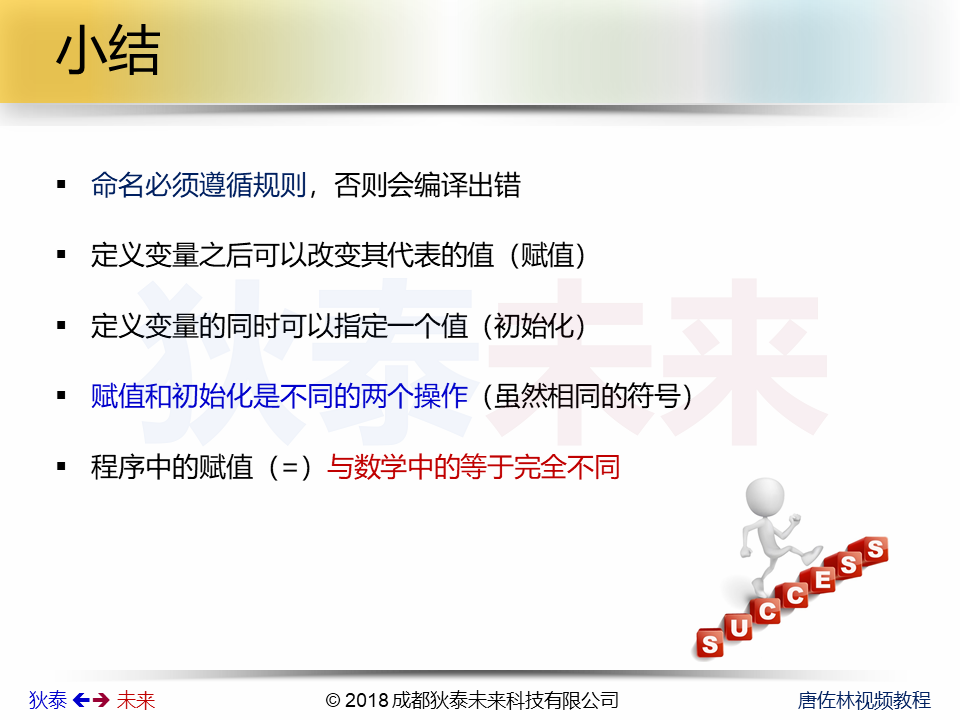 小结
▪ 命名必须遵循规则，否则会编译出错
▪ 定义变量之后可以改变其代表的值（赋值）
▪ 定义变量的同时可以指定一个值（初始化）
▪ 赋值和初始化是不同的两个操作（虽然相同的符号）
▪ 程序中的赋值（=）与数学中的等于完全不同
狄泰未来
SUCCESS
狄泰 🡸🡺 未来
© 2018 成都狄泰未来科技有限公司
唐佐林视频教程